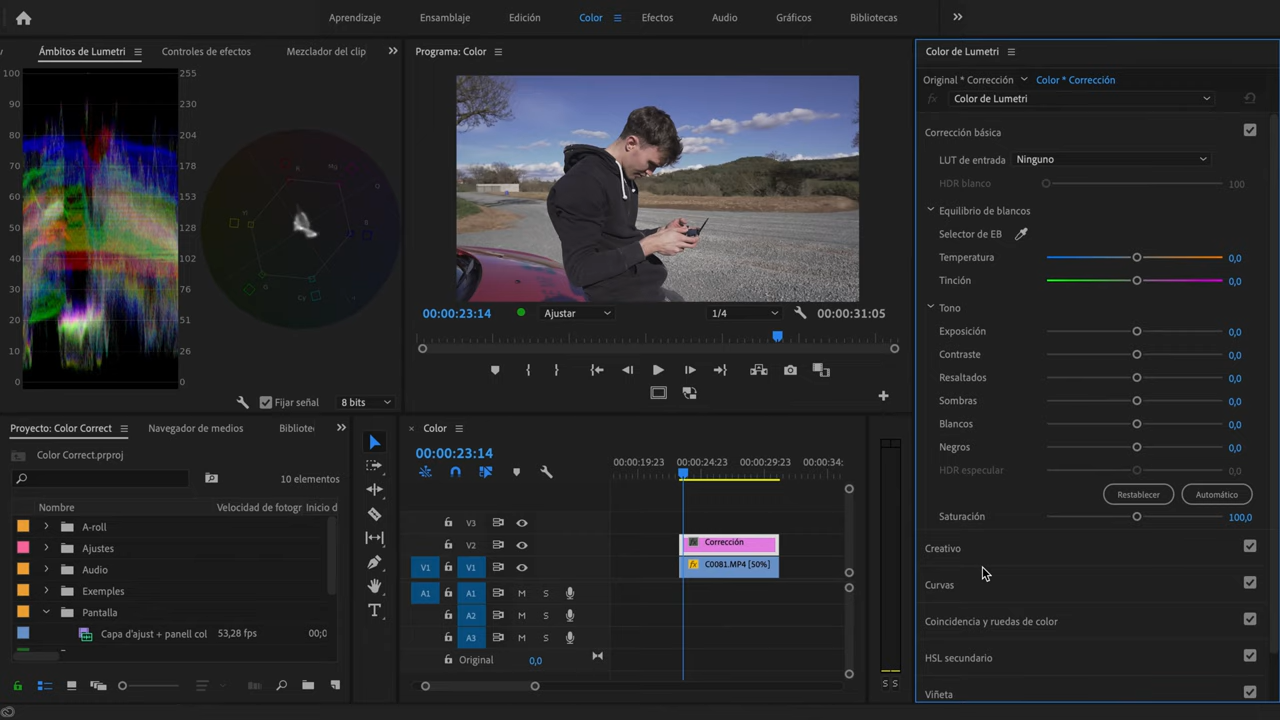 Aprendizaje Ensamblaje Edición Color Efectos Audio Gráficos Bibliotecas
Ámbitos de Lumetri Controles de efectos Mezclador del clip
100 255
90 229
80 204
70 178
60 153
50 128
40 102
30 76
20 51
10 26
0 0
Fijar señal 8 bits
Programa: Color
00:00:23:14 Ajustar 1/4 00:00:31:05
Color de Lumetri
Original * Corrección Color * Corrección
fx Color de Lumetri
Corrección básica
LUT de entrada Ninguno
HDR blanco 100
Equilibrio de blancos
Selector de EB
Temperatura 0,0
Tinción 0,0
Tono
Exposición 0,0
Contraste 0,0
Resaltados 0,0
Sombras 0,0
Blancos 0,0
Negros 0,0
HDR especular 0,0
Restablecer Automático
Saturación 100,0
Creativo
Curvas
Coincidencia y ruedas de color
HSL secundario
Viñeta
Proyecto: Color Correct Navegador de medios Bibliotec
Color Correct.prproj
10 elementos
Nombre Velocidad de fotogr Inicio d
A-roll
Ajustes
Audio
Exemples
Pantalla
Capa d'ajust + panell col 53,28 fps 00;0
× Color
00:00:23:14
00:00:19:23 00:00:24:23 00:00:29:23 00:00:34:
V3
V2 Corrección
V1 V1 fx C0081.MP4 [50%]
A1 A1 M S
A2 M S
A3 M S
Original 0,0
S S